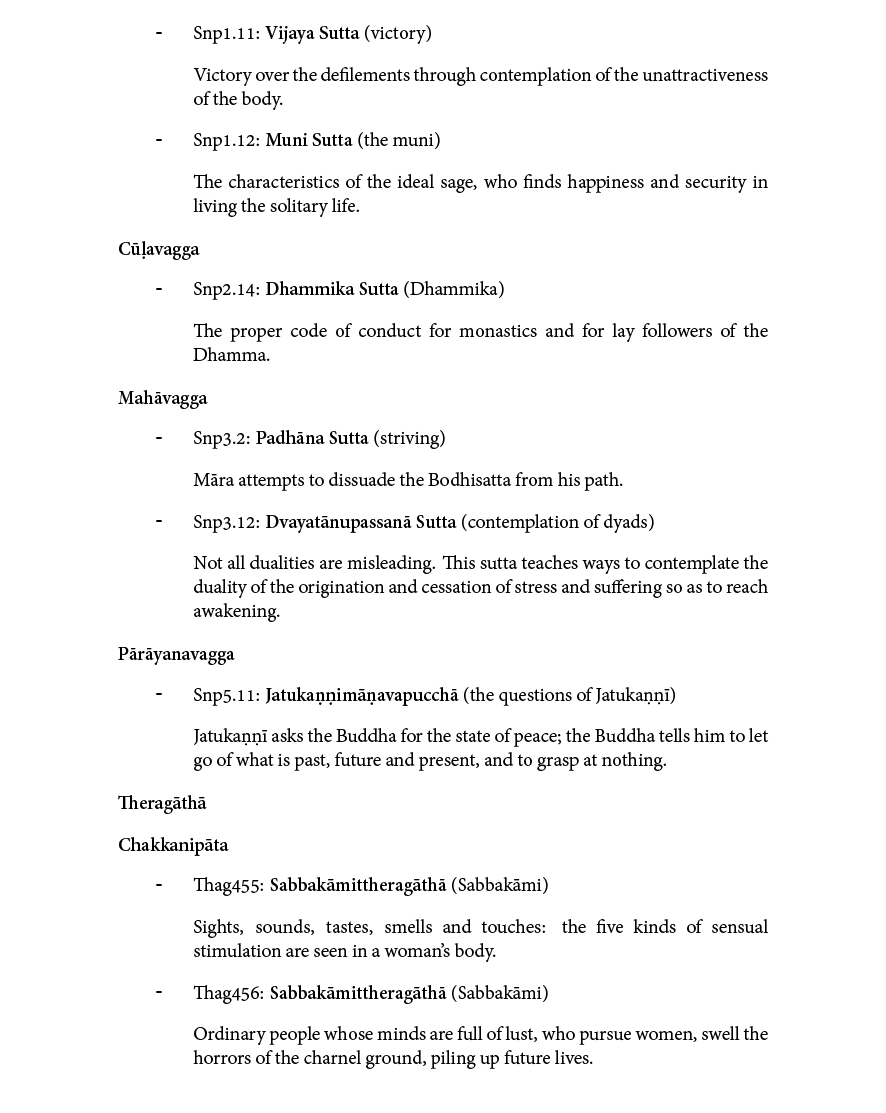 - Snp1.11: Vijaya Sutta (victory)
Victory over the defilements through contemplation of the unattractiveness
of the body.
- Snp1.12: Muni Sutta (the muni)
The characteristics of the ideal sage, who finds happiness and security in
living the solitary life.
Cūḷavagga
- Snp2.14: Dhammika Sutta (Dhammika)
The proper code of conduct for monastics and for lay followers of the
Dhamma.
Mahāvagga
- Snp3.2: Padhāna Sutta (striving)
Māra attempts to dissuade the Bodhisatta from his path.
- Snp3.12: Dvayatānupassanā Sutta (contemplation of dyads)
Not all dualities are misleading. This sutta teaches ways to contemplate the
duality of the origination and cessation of stress and suffering so as to reach
awakening.
Pārāyanavagga
- Snp5.11: Jatukaṇṇimāṇavapucchā (the questions of Jatukaṇṇī)
Jatukaṇṇī asks the Buddha for the state of peace; the Buddha tells him to let
go of what is past, future and present, and to grasp at nothing.
Theragāthā
Chakkanipāta
- Thag455: Sabbakāmittheragāthā (Sabbakāmi)
Sights, sounds, tastes, smells and touches: the five kinds of sensual
stimulation are seen in a woman’s body.
- Thag456: Sabbakāmittheragāthā (Sabbakāmi)
Ordinary people whose minds are full of lust, who pursue women, swell the
horrors of the charnel ground, piling up future lives.